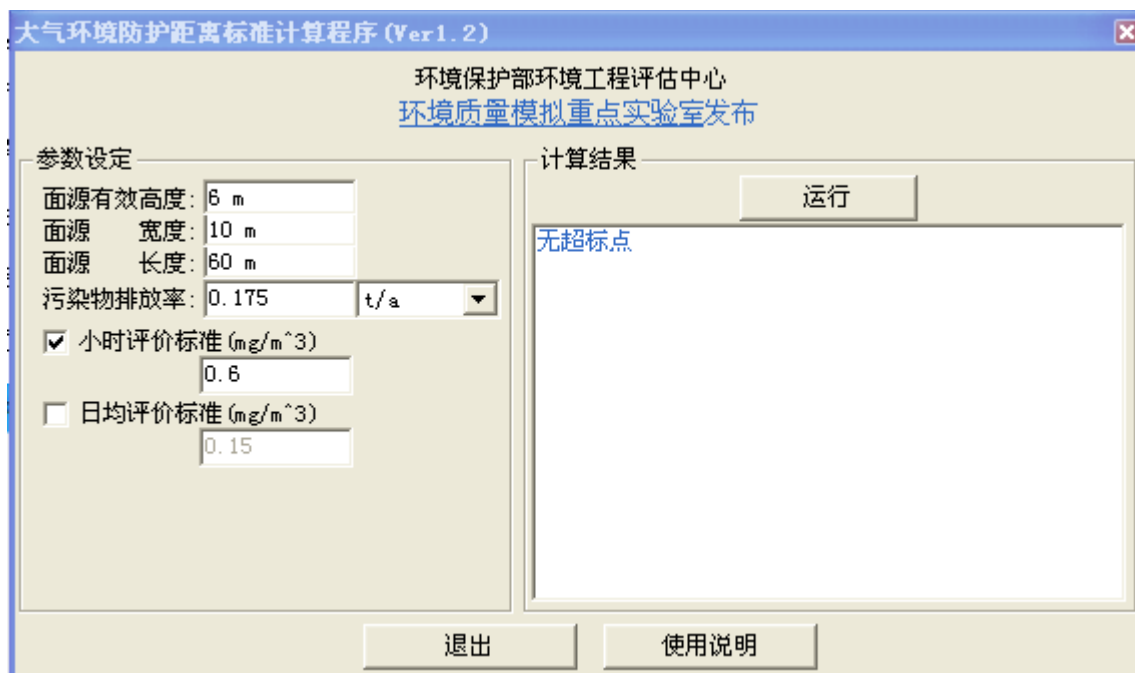 大气环境防护距离标准计算程序(Ver1.2)
环境保护部环境工程评估中心
环境质量模拟重点实验室发布
参数设定
面源有效高度: 6 m
面源 宽度: 10 m
面源 长度: 60 m
污染物排放率: 0.175 t/a
小时评价标准(mg/m^3)
0.6
日均评价标准(mg/m^3)
0.15
计算结果
运行
无超标点
退出
使用说明